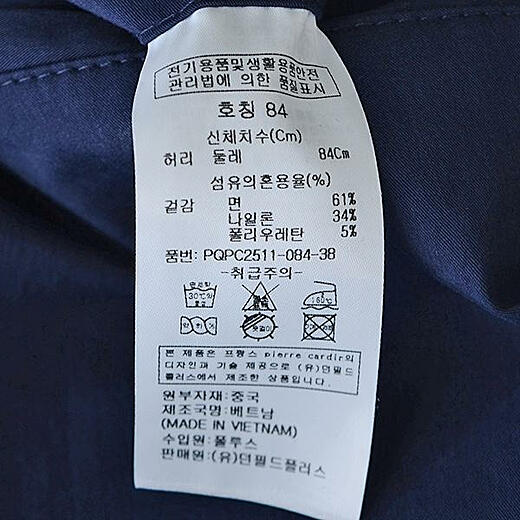 전기용품및생활용품안전
관리법에 의한 품질표시
호칭 84
신체치수(Cm)
허리 둘레 84Cm
섬유의혼용율(%)
겉감 면 61%
나일론 34%
폴리우레탄 5%
품번: PQPC2511-084-38
-취급주의-
30℃ 160℃
옷걸이
본 제품은 프랑스 pierre cardin의
디자인과 기술 제공으로 (유)던필드
플러스에서 제조한 상품입니다.
원부자재:중국
제조국명:베트남
(MADE IN VIETNAM)
수입원:폴루스
판매원:(유)던필드플러스